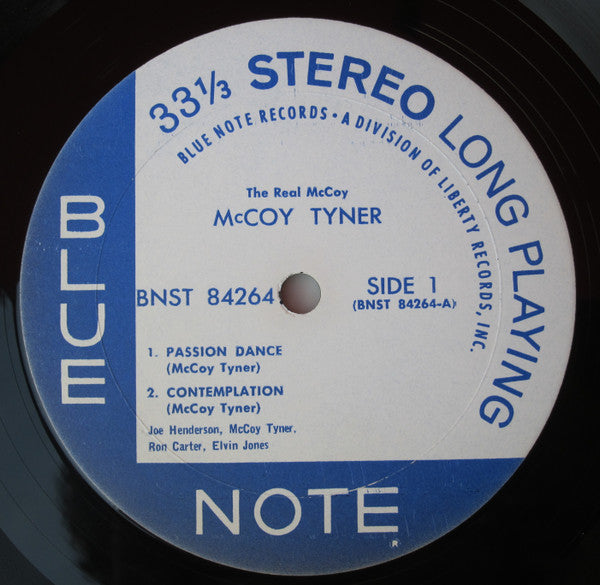 33⅓ STEREO LONG PLAYING
BLUE NOTE RECORDS • A DIVISION OF LIBERTY RECORDS, INC.
The Real McCoy
McCOY TYNER
BNST 84264
SIDE 1
(BNST 84264-A)
1. PASSION DANCE
(McCoy Tyner)
2. CONTEMPLATION
(McCoy Tyner)
Joe Henderson, McCoy Tyner,
Ron Carter, Elvin Jones
BLUE
NOTE
®